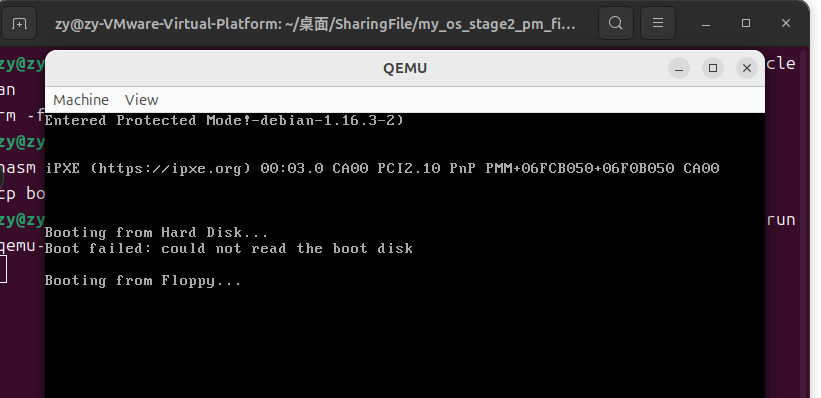 zy@zy-VMware-Virtual-Platform: ~/桌面/SharingFile/my_os_stage2_pm_fi...
zy@zy
cle
an
rm -f
zy@zy
nasm
cp bo
zy@zy
run
qemu-
QEMU
Machine View
Entered Protected Mode!-debian-1.16.3-2)
iPXE (https://ipxe.org) 00:03.0 CA00 PCI2.10 PnP PMM+06FCB050+06F0B050 CA00
Booting from Hard Disk...
Boot failed: could not read the boot disk
Booting from Floppy...